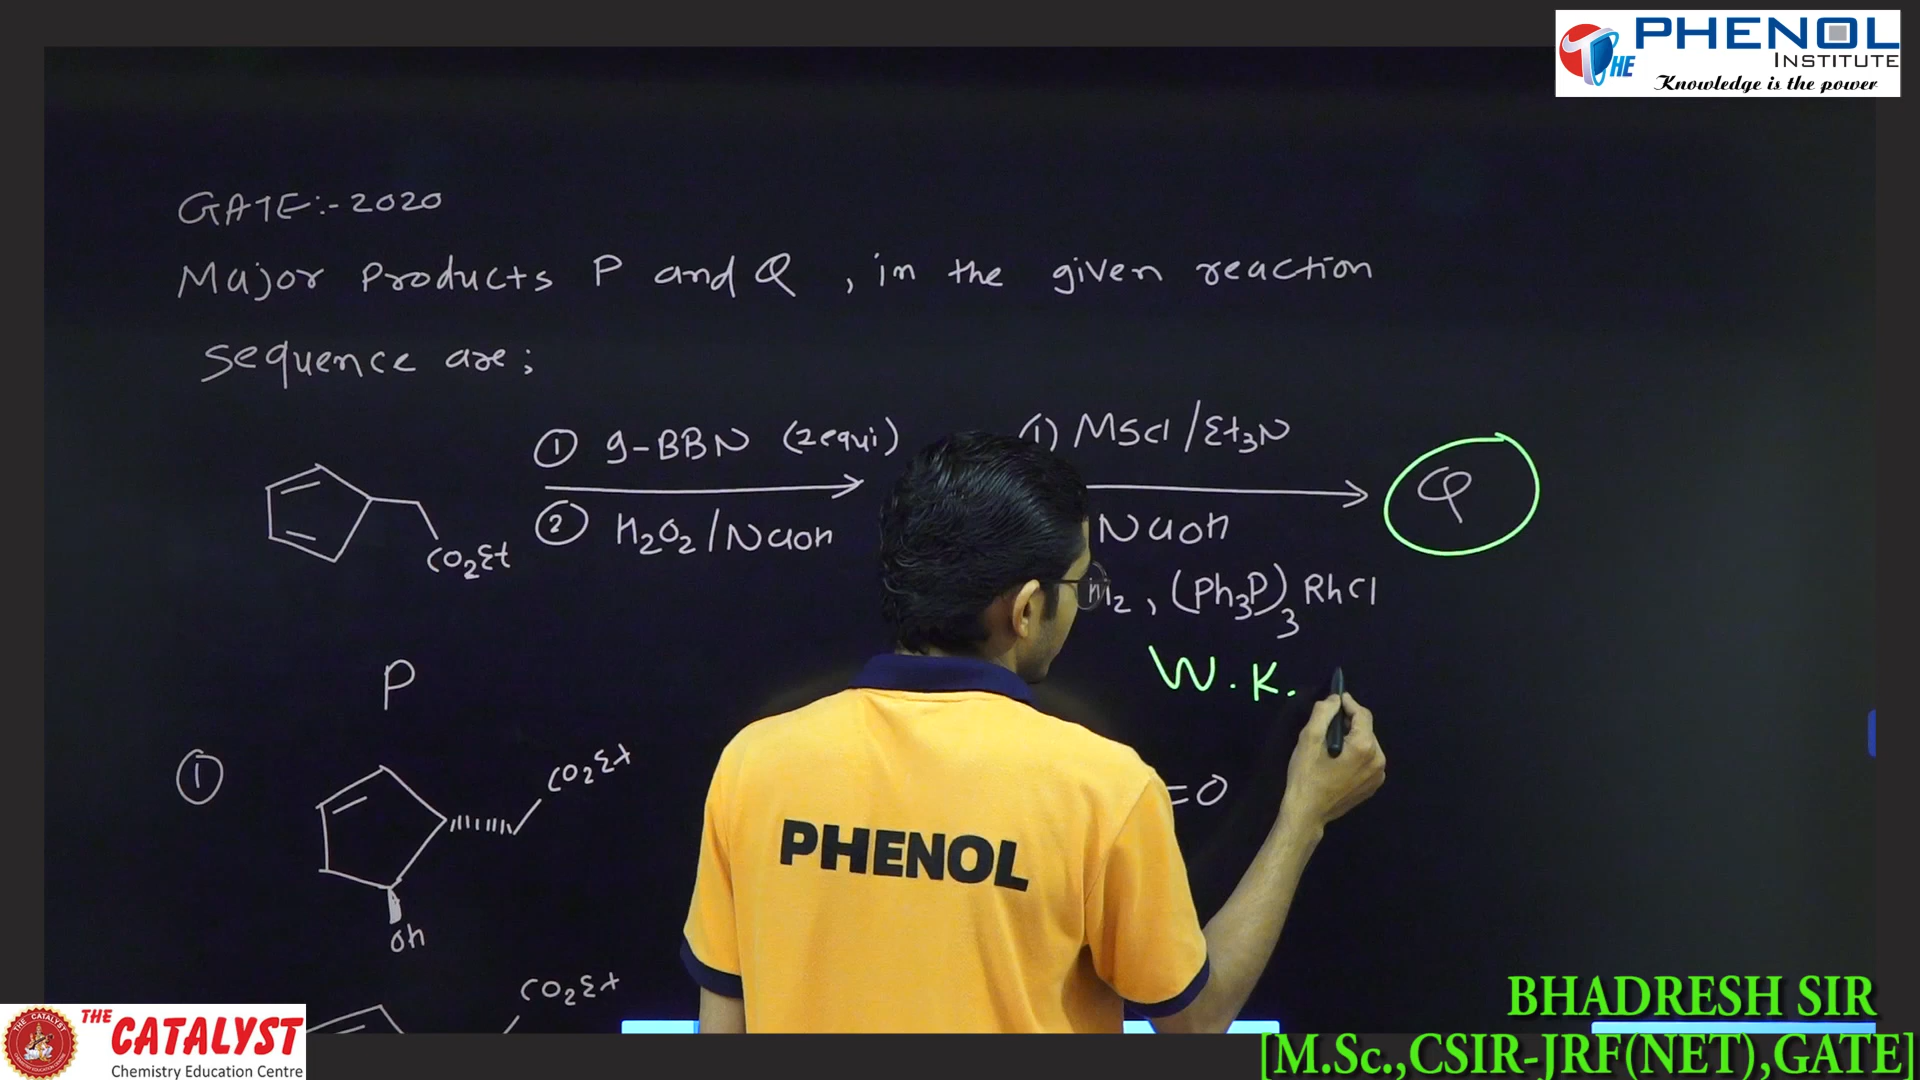 THE PHENOL
INSTITUTE
Knowledge is the power
GATE:-2020
Major Products P and Q , in the given reaction
sequence are;
① 9-BBN (2equi)
(1) MsCl/Et3N
CO2Et
② H2O2/NaOH
NaOH
Q
H2, (Ph3P)3RhCl
W.K.
P
①
CO2Et
=O
OH
PHENOL
CO2Et
BHADRESH SIR
[M.Sc.,CSIR-JRF(NET),GATE]
THE CATALYST
Chemistry Education Centre